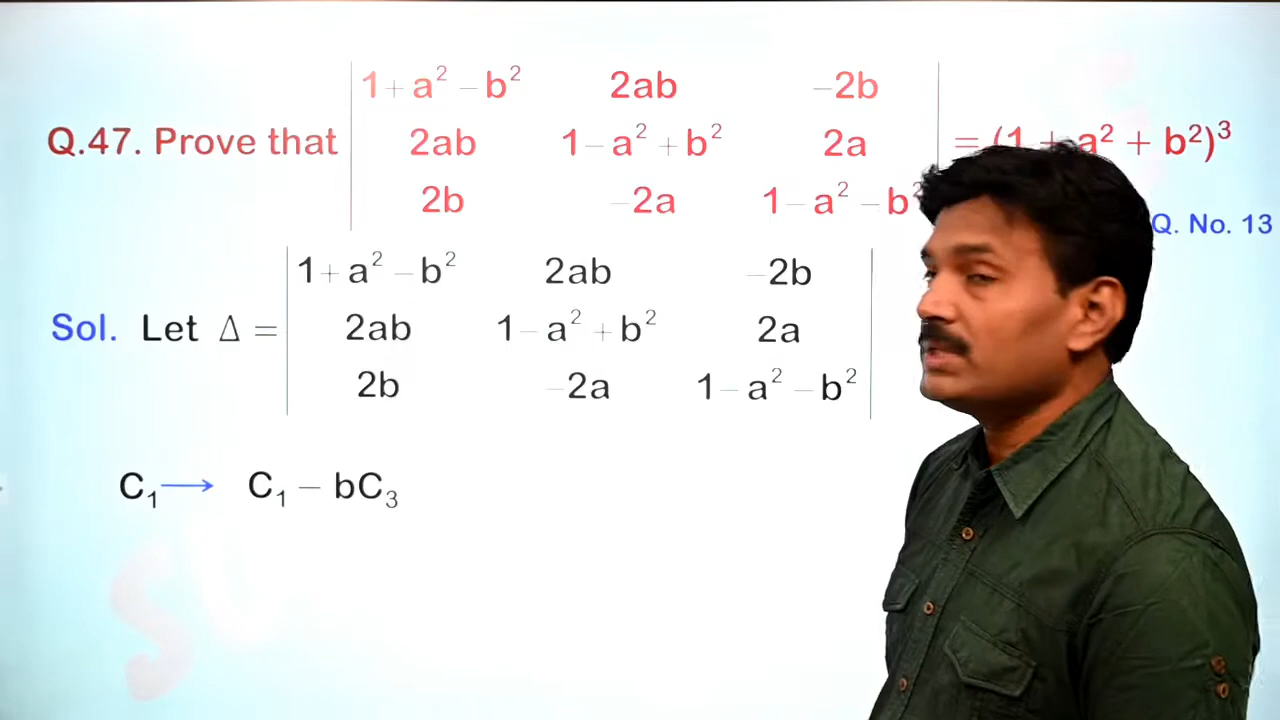 Q.47. Prove that | 1+a² −b² 2ab −2b |
| 2ab 1−a² +b² 2a | = (1 + a² + b²)³
| 2b −2a 1−a² −b² |
Q. No. 13
Sol. Let Δ = | 1+a² −b² 2ab −2b |
| 2ab 1−a² +b² 2a |
| 2b −2a 1−a² −b² |
C₁ → C₁ − bC₃